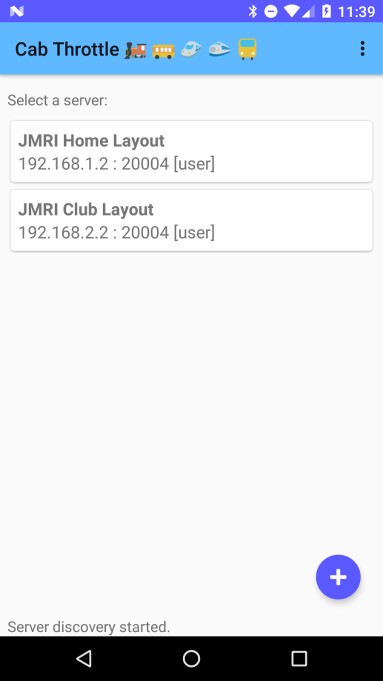 11:39
Cab Throttle 🚂🚃🚅🚄🚍
Select a server:
JMRI Home Layout
192.168.1.2 : 20004 [user]
JMRI Club Layout
192.168.2.2 : 20004 [user]
Server discovery started.